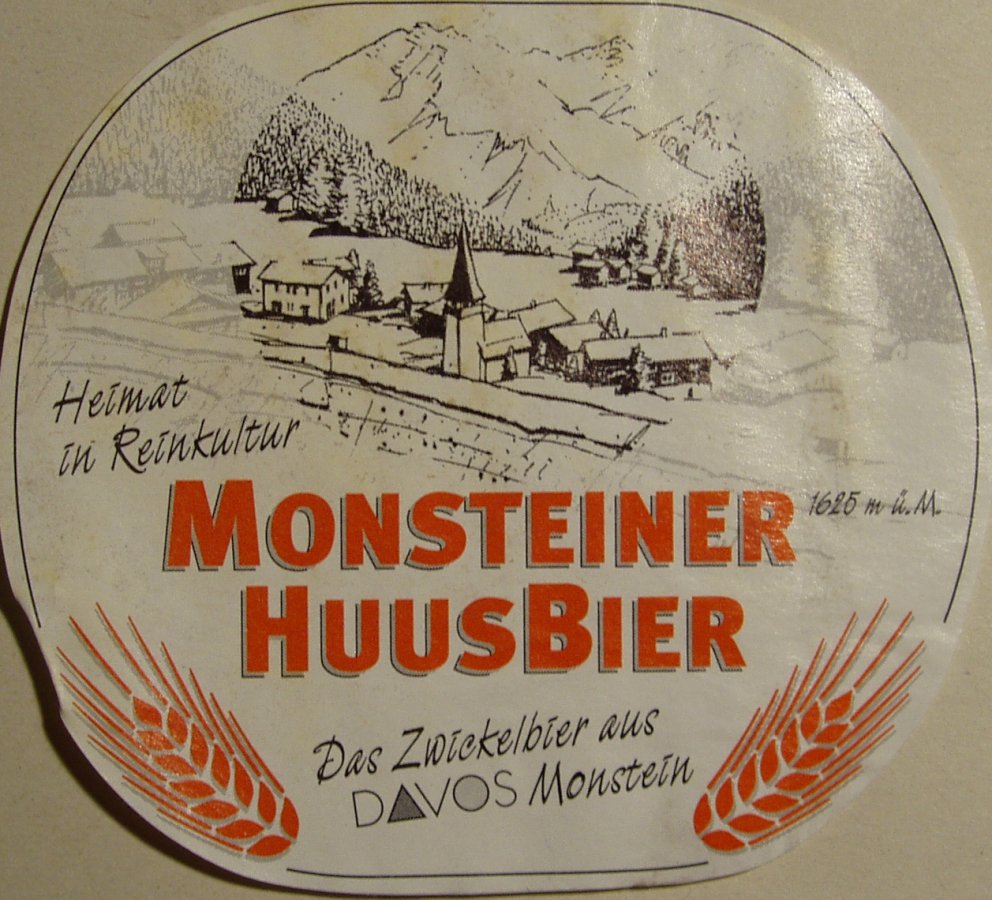 Heimat
in Reinkultur
MONSTEINER 1625 m ü.M.
HUUSBIER
Das Zwickelbier aus
DAVOS Monstein